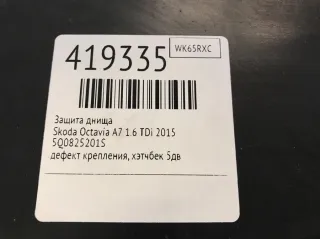 419335
WK65RXC
Защита днища
Skoda Octavia A7 1.6 TDi 2015
5Q0825201S
дефект крепления, хэтчбек 5дв